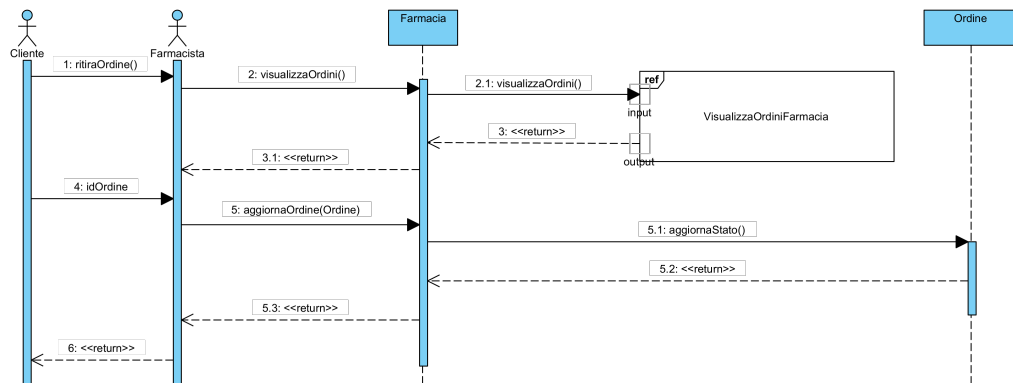 Farmacia
Ordine
Cliente
Farmacista
1: ritiraOrdine()
2: visualizzaOrdini()
2.1: visualizzaOrdini()
ref
input
VisualizzaOrdiniFarmacia
3: <<return>>
output
3.1: <<return>>
4: idOrdine
5: aggiornaOrdine(Ordine)
5.1: aggiornaStato()
5.2: <<return>>
5.3: <<return>>
6: <<return>>